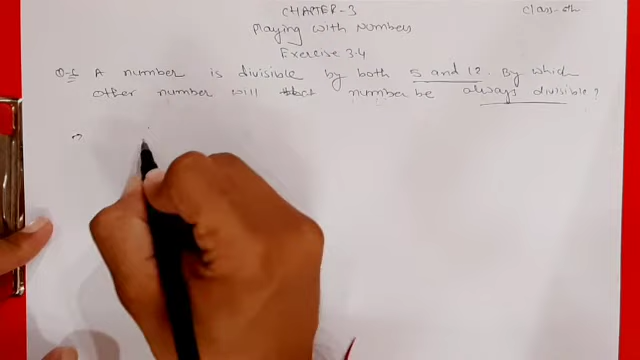 CHAPTER-3
Class-6th
Playing with Numbers
Exercise 3.4
Q-6 A number is divisible by both 5 and 12. By which
other number will that number be always divisible?
→